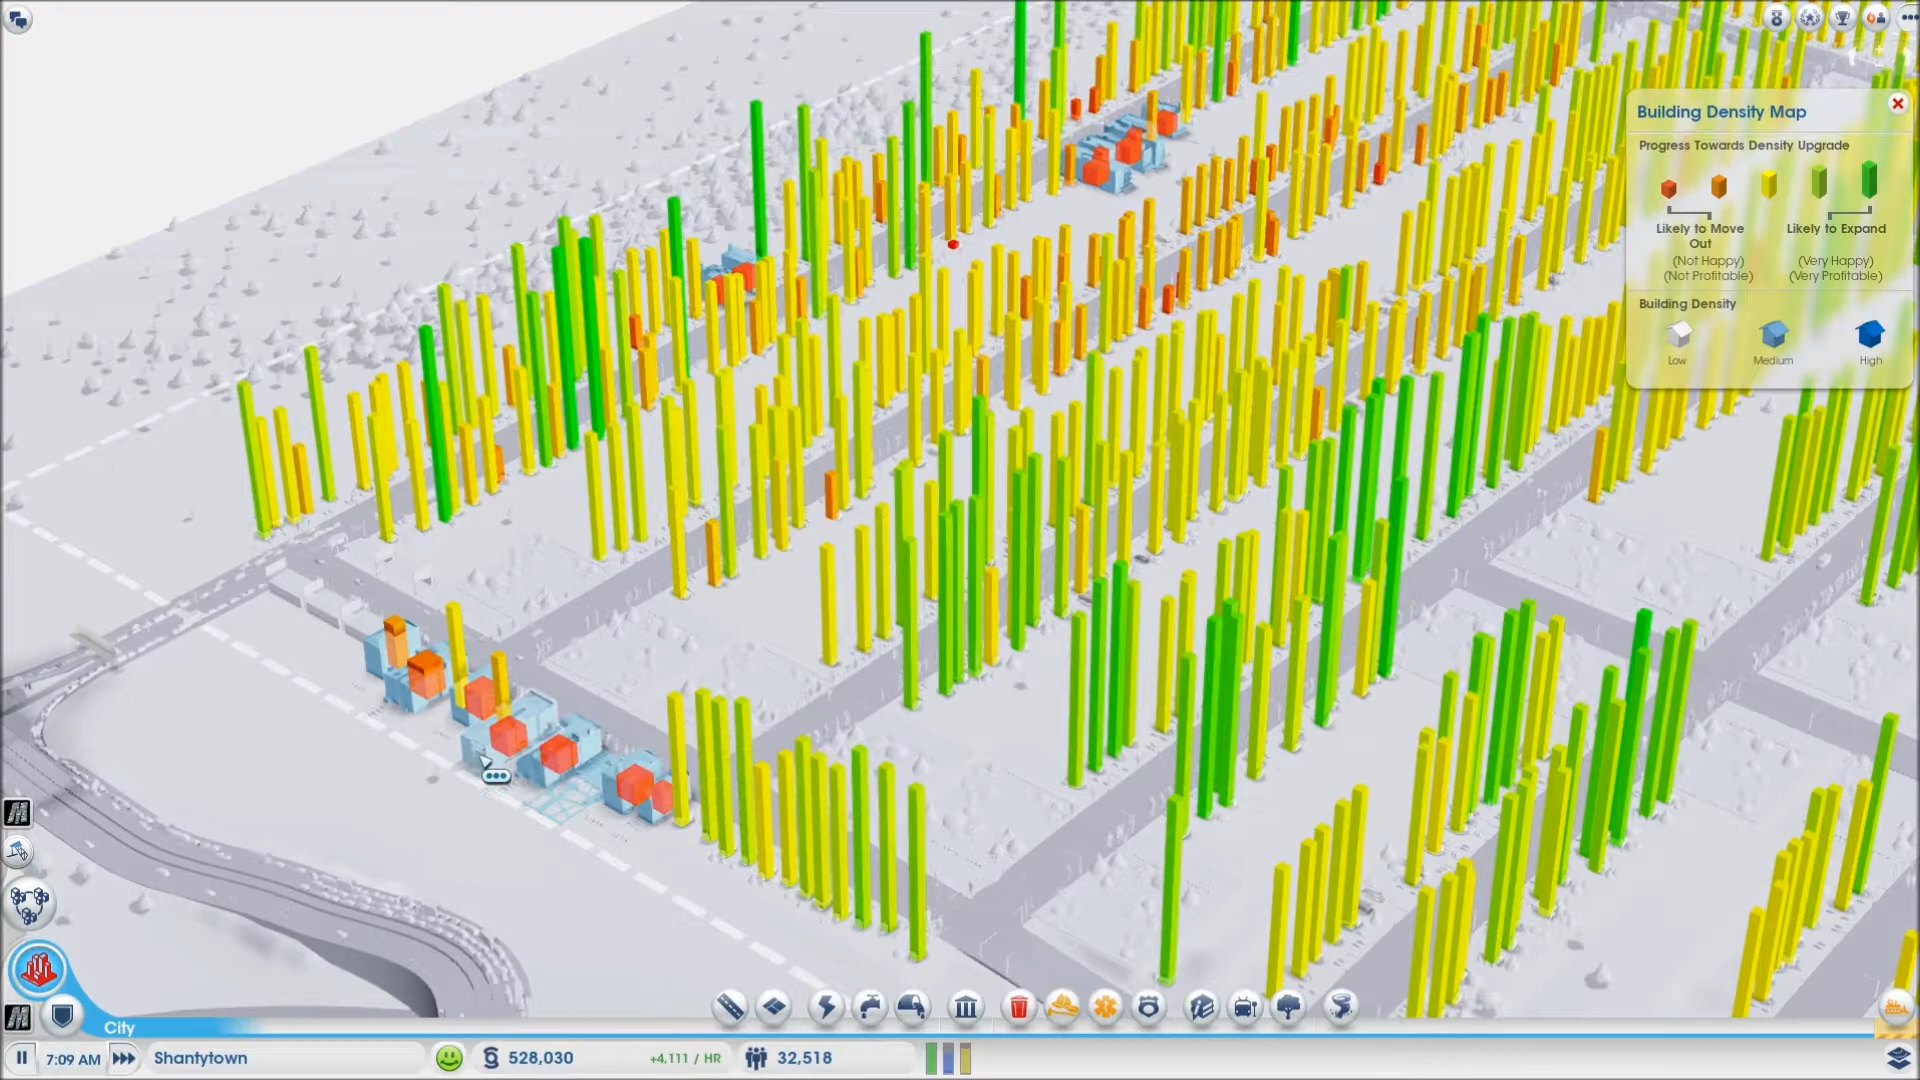 Building Density Map
Progress Towards Density Upgrade
Likely to Move Out
(Not Happy)
(Not Profitable)
Likely to Expand
(Very Happy)
(Very Profitable)
Building Density
Low
Medium
High
City
7:09 AM
Shantytown
528,030
+4,111 / HR
32,518